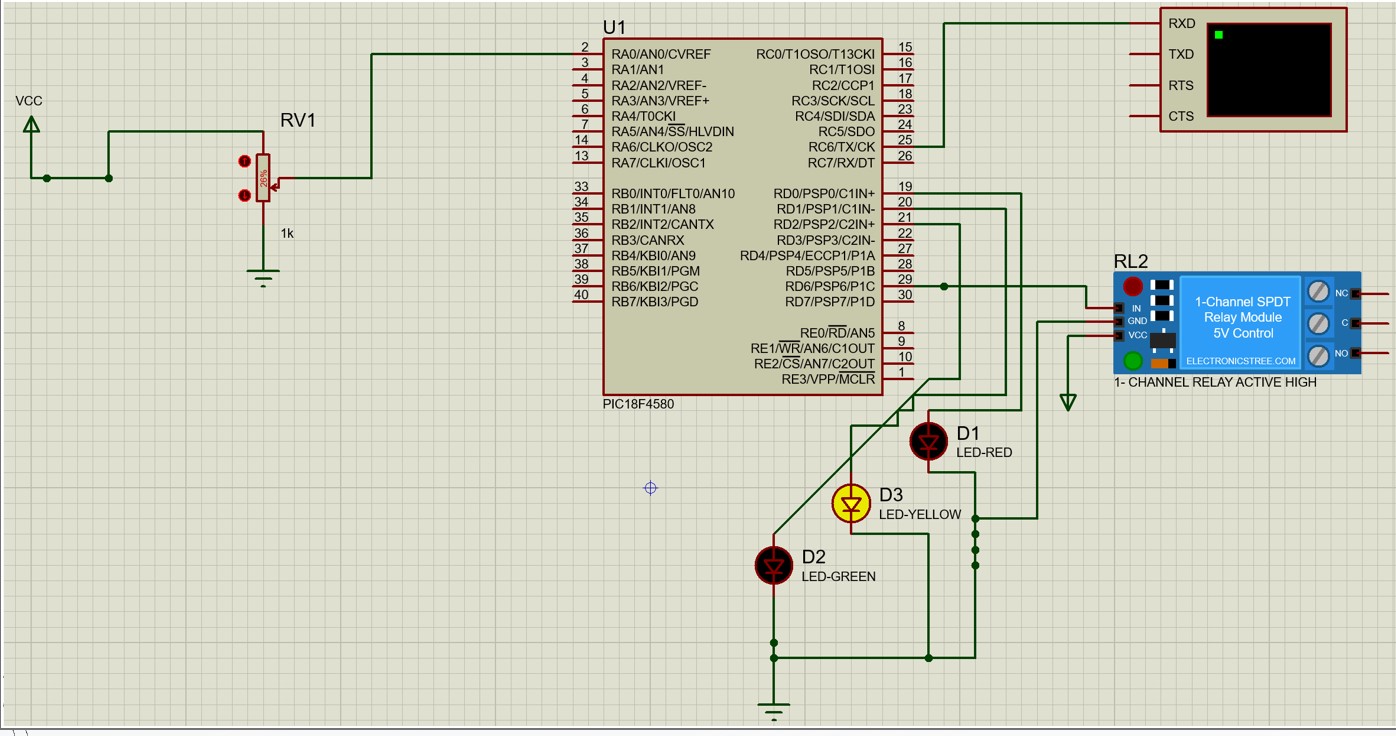 U1
VCC
RV1
26%
1k
2 RA0/AN0/CVREF
3 RA1/AN1
4 RA2/AN2/VREF-
5 RA3/AN3/VREF+
6 RA4/T0CKI
7 RA5/AN4/SS/HLVDIN
14 RA6/CLKO/OSC2
13 RA7/CLKI/OSC1
33 RB0/INT0/FLT0/AN10
34 RB1/INT1/AN8
35 RB2/INT2/CANTX
36 RB3/CANRX
37 RB4/KBI0/AN9
38 RB5/KBI1/PGM
39 RB6/KBI2/PGC
40 RB7/KBI3/PGD
RC0/T1OSO/T13CKI 15
RC1/T1OSI 16
RC2/CCP1 17
RC3/SCK/SCL 18
RC4/SDI/SDA 23
RC5/SDO 24
RC6/TX/CK 25
RC7/RX/DT 26
RD0/PSP0/C1IN+ 19
RD1/PSP1/C1IN- 20
RD2/PSP2/C2IN+ 21
RD3/PSP3/C2IN- 22
RD4/PSP4/ECCP1/P1A 27
RD5/PSP5/P1B 28
RD6/PSP6/P1C 29
RD7/PSP7/P1D 30
RE0/RD/AN5 8
RE1/WR/AN6/C1OUT 9
RE2/CS/AN7/C2OUT 10
RE3/VPP/MCLR 1
PIC18F4580
RXD
TXD
RTS
CTS
RL2
IN
GND
VCC
1-Channel SPDT
Relay Module
5V Control
ELECTRONICSTREE.COM
NC
C
NO
1- CHANNEL RELAY ACTIVE HIGH
D1
LED-RED
D3
LED-YELLOW
D2
LED-GREEN